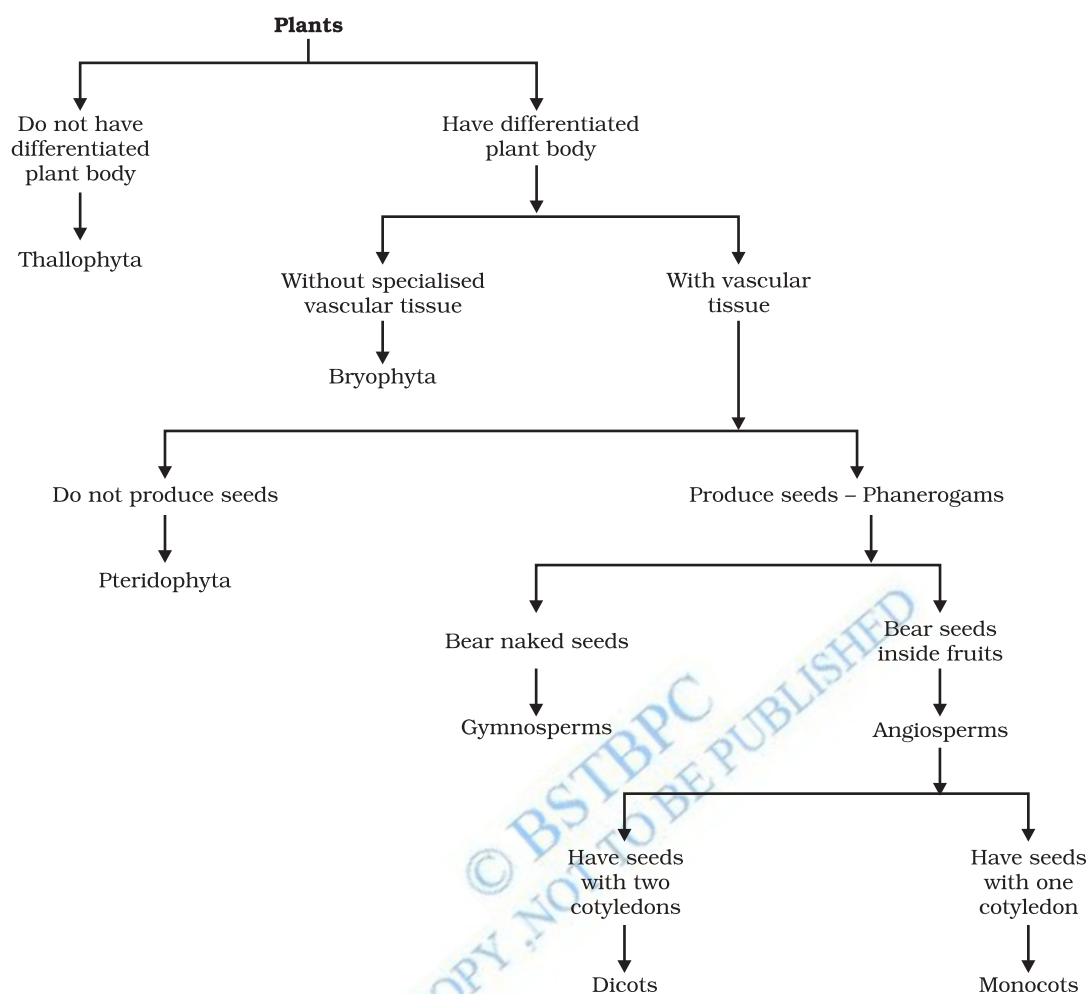 Plants
Do not have
differentiated
plant body
Have differentiated
plant body
Thallophyta
Without specialised
vascular tissue
With vascular
tissue
Bryophyta
Do not produce seeds
Produce seeds – Phanerogams
Pteridophyta
Bear naked seeds
Bear seeds
inside fruits
Gymnosperms
Angiosperms
Have seeds
with two
cotyledons
Have seeds
with one
cotyledon
Dicots
Monocots
© BSTBPC
OPY ,NOT TO BE PUBLISHED